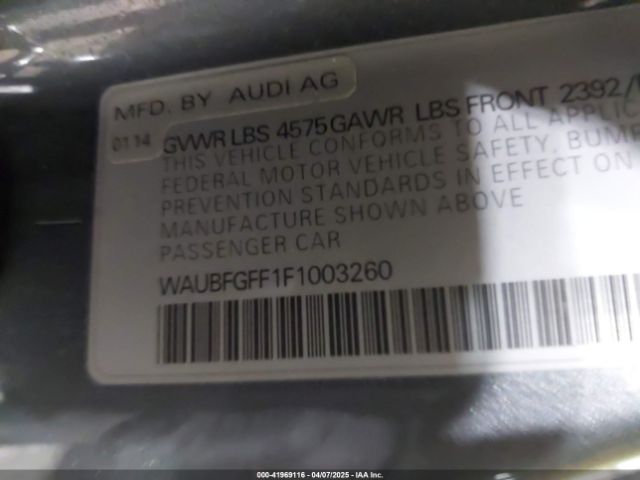 MFD. BY AUDI AG
01 14
GVWR LBS 4575 GAWR LBS FRONT 2392/
THIS VEHICLE CONFORMS TO ALL
FEDERAL MOTOR VEHICLE SAFETY,
PREVENTION STANDARDS IN EFFECT ON
MANUFACTURE SHOWN ABOVE
PASSENGER CAR
WAUBFGFF1F1003260
000-41969116 - 04/07/2025 - IAA Inc.